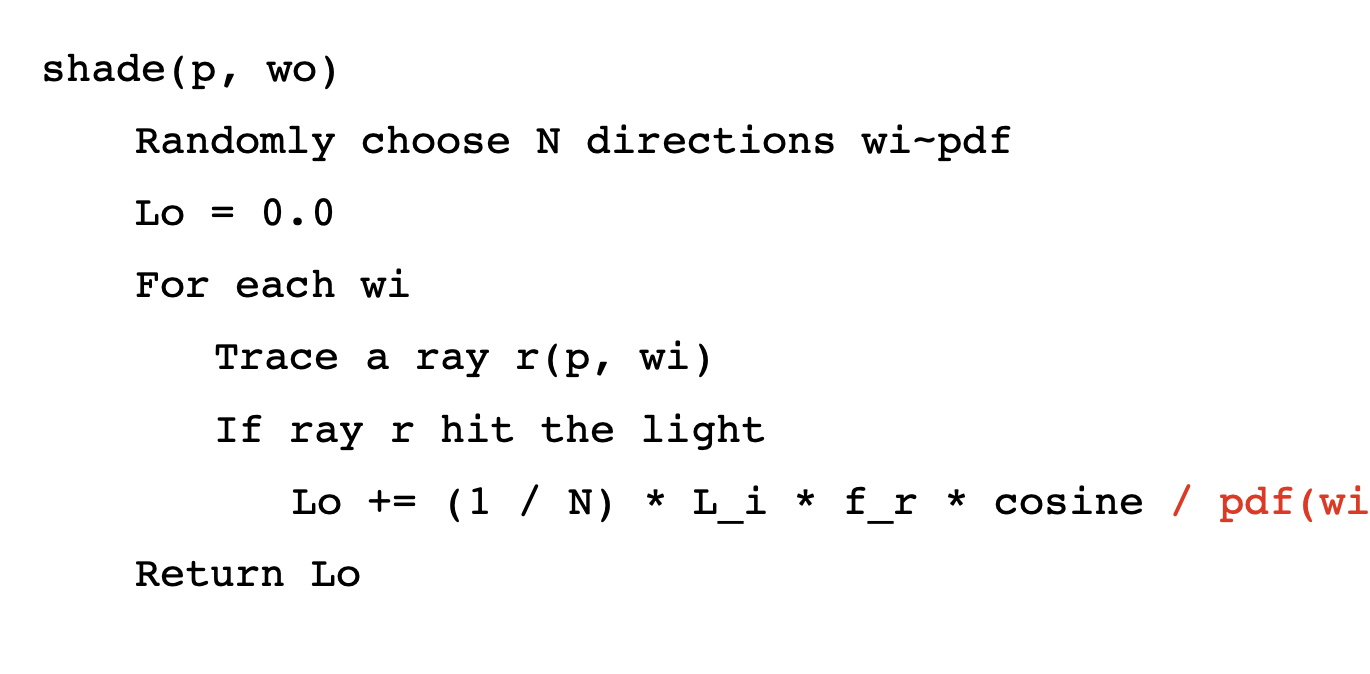 shade(p, wo)
Randomly choose N directions wi~pdf
Lo = 0.0
For each wi
Trace a ray r(p, wi)
If ray r hit the light
Lo += (1 / N) * L_i * f_r * cosine / pdf(wi
Return Lo